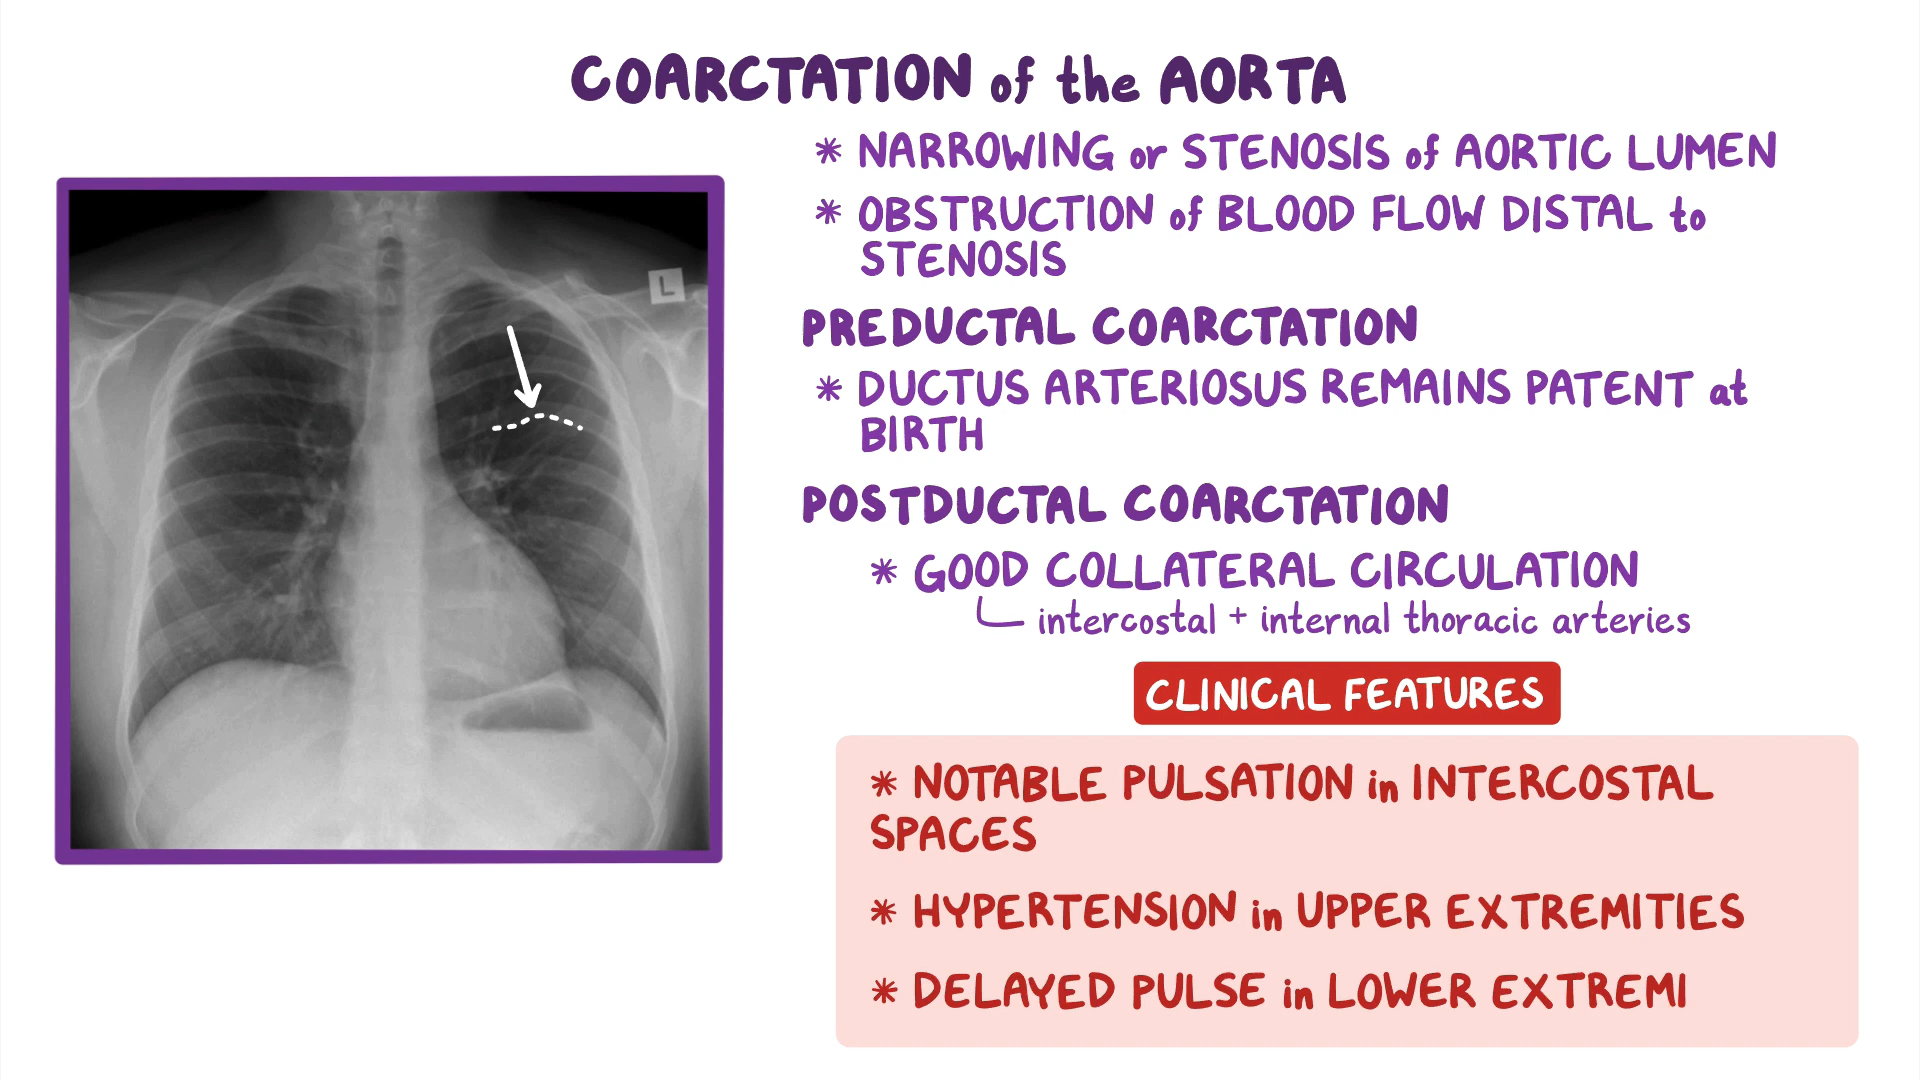 COARCTATION of the AORTA
* NARROWING or STENOSIS of AORTIC LUMEN
* OBSTRUCTION of BLOOD FLOW DISTAL to
STENOSIS
L
PREDUCTAL COARCTATION
* DUCTUS ARTERIOSUS REMAINS PATENT at
BIRTH
POSTDUCTAL COARCTATION
* GOOD COLLATERAL CIRCULATION
intercostal + internal thoracic arteries
CLINICAL FEATURES
* NOTABLE PULSATION in INTERCOSTAL
SPACES
* HYPERTENSION in UPPER EXTREMITIES
* DELAYED PULSE in LOWER EXTREMI